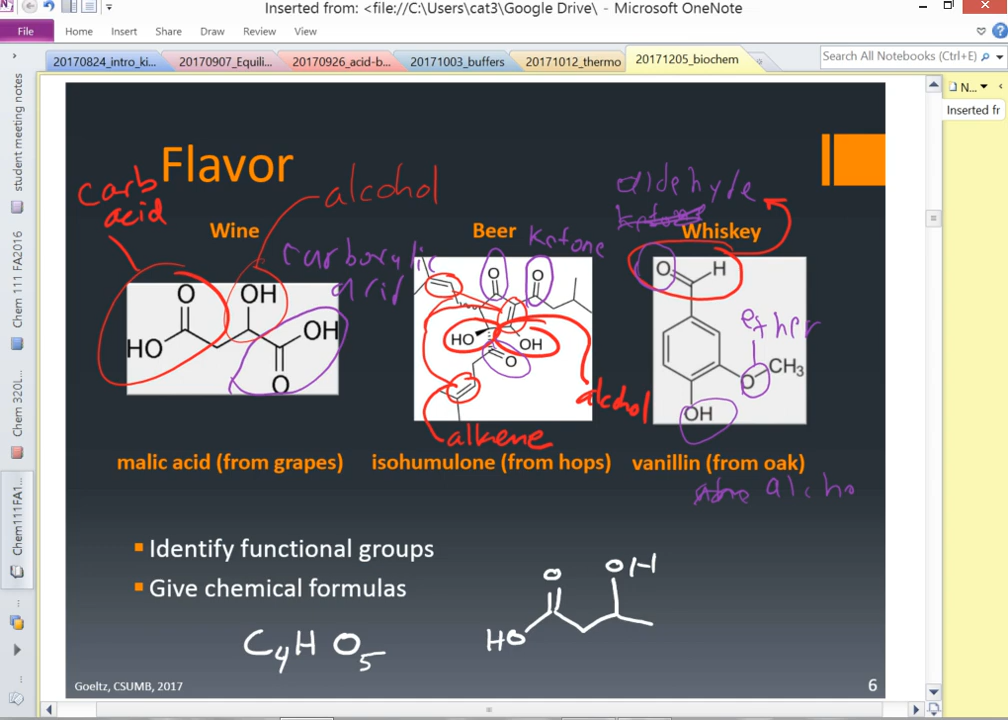 Inserted from: <file://C:\Users\cat3\Google Drive\ - Microsoft OneNote
File Home Insert Share Draw Review View
20170824_intro_ki... 20170907_Equili... 20170926_acid-b... 20171003_buffers 20171012_thermo 20171205_biochem
Search All Notebooks (Ctrl+E)
N...
Inserted fr
student meeting notes
Chem 111 FA2016
Chem 320L...
Chem111FA1...
Flavor
carb
acid
alcohol
aldehyde
ketone
Wine
Beer
Whiskey
carboxylic
acid
ketone
O OH
HO OH
O
O O
HO OH
O
O H
ether
O CH3
OH
alcohol
alkene
malic acid (from grapes)
isohumulone (from hops)
vanillin (from oak)
alcho
▪ Identify functional groups
▪ Give chemical formulas
C4H O5
O OH
HO
Goeltz, CSUMB, 2017
6